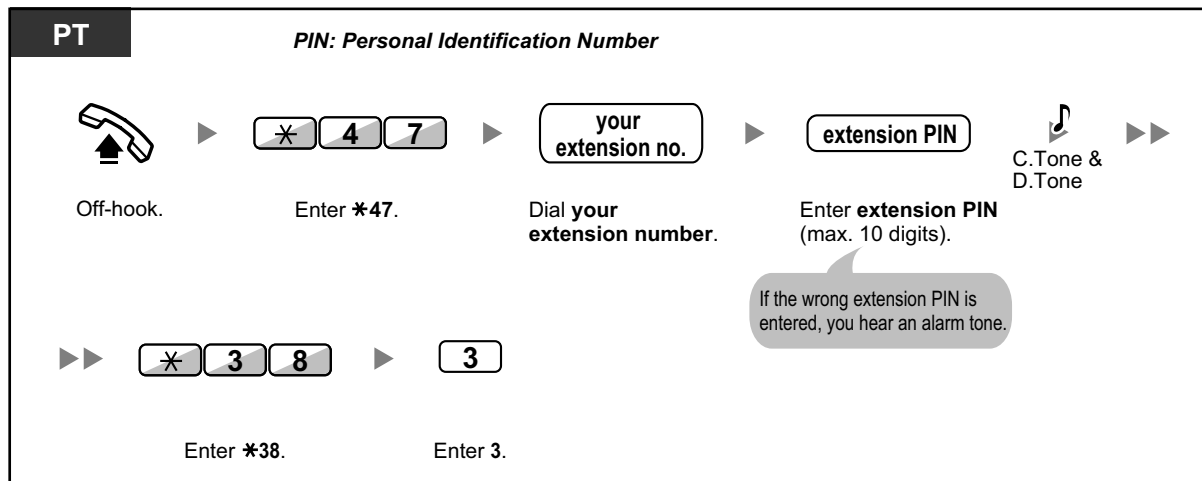 PT
PIN: Personal Identification Number
✳ 4 7
your
extension no.
extension PIN
C.Tone &
D.Tone
Off-hook.
Enter ✳47.
Dial your
extension number.
Enter extension PIN
(max. 10 digits).
If the wrong extension PIN is
entered, you hear an alarm tone.
✳ 3 8
3
Enter ✳38.
Enter 3.